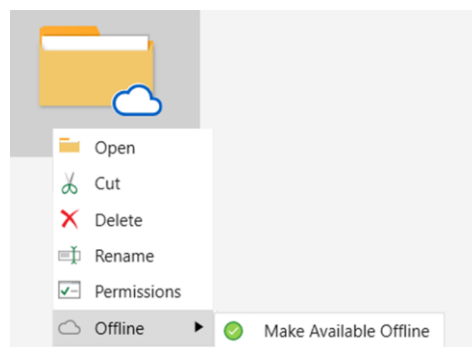 Open
Cut
Delete
Rename
Permissions
Offline
Make Available Offline